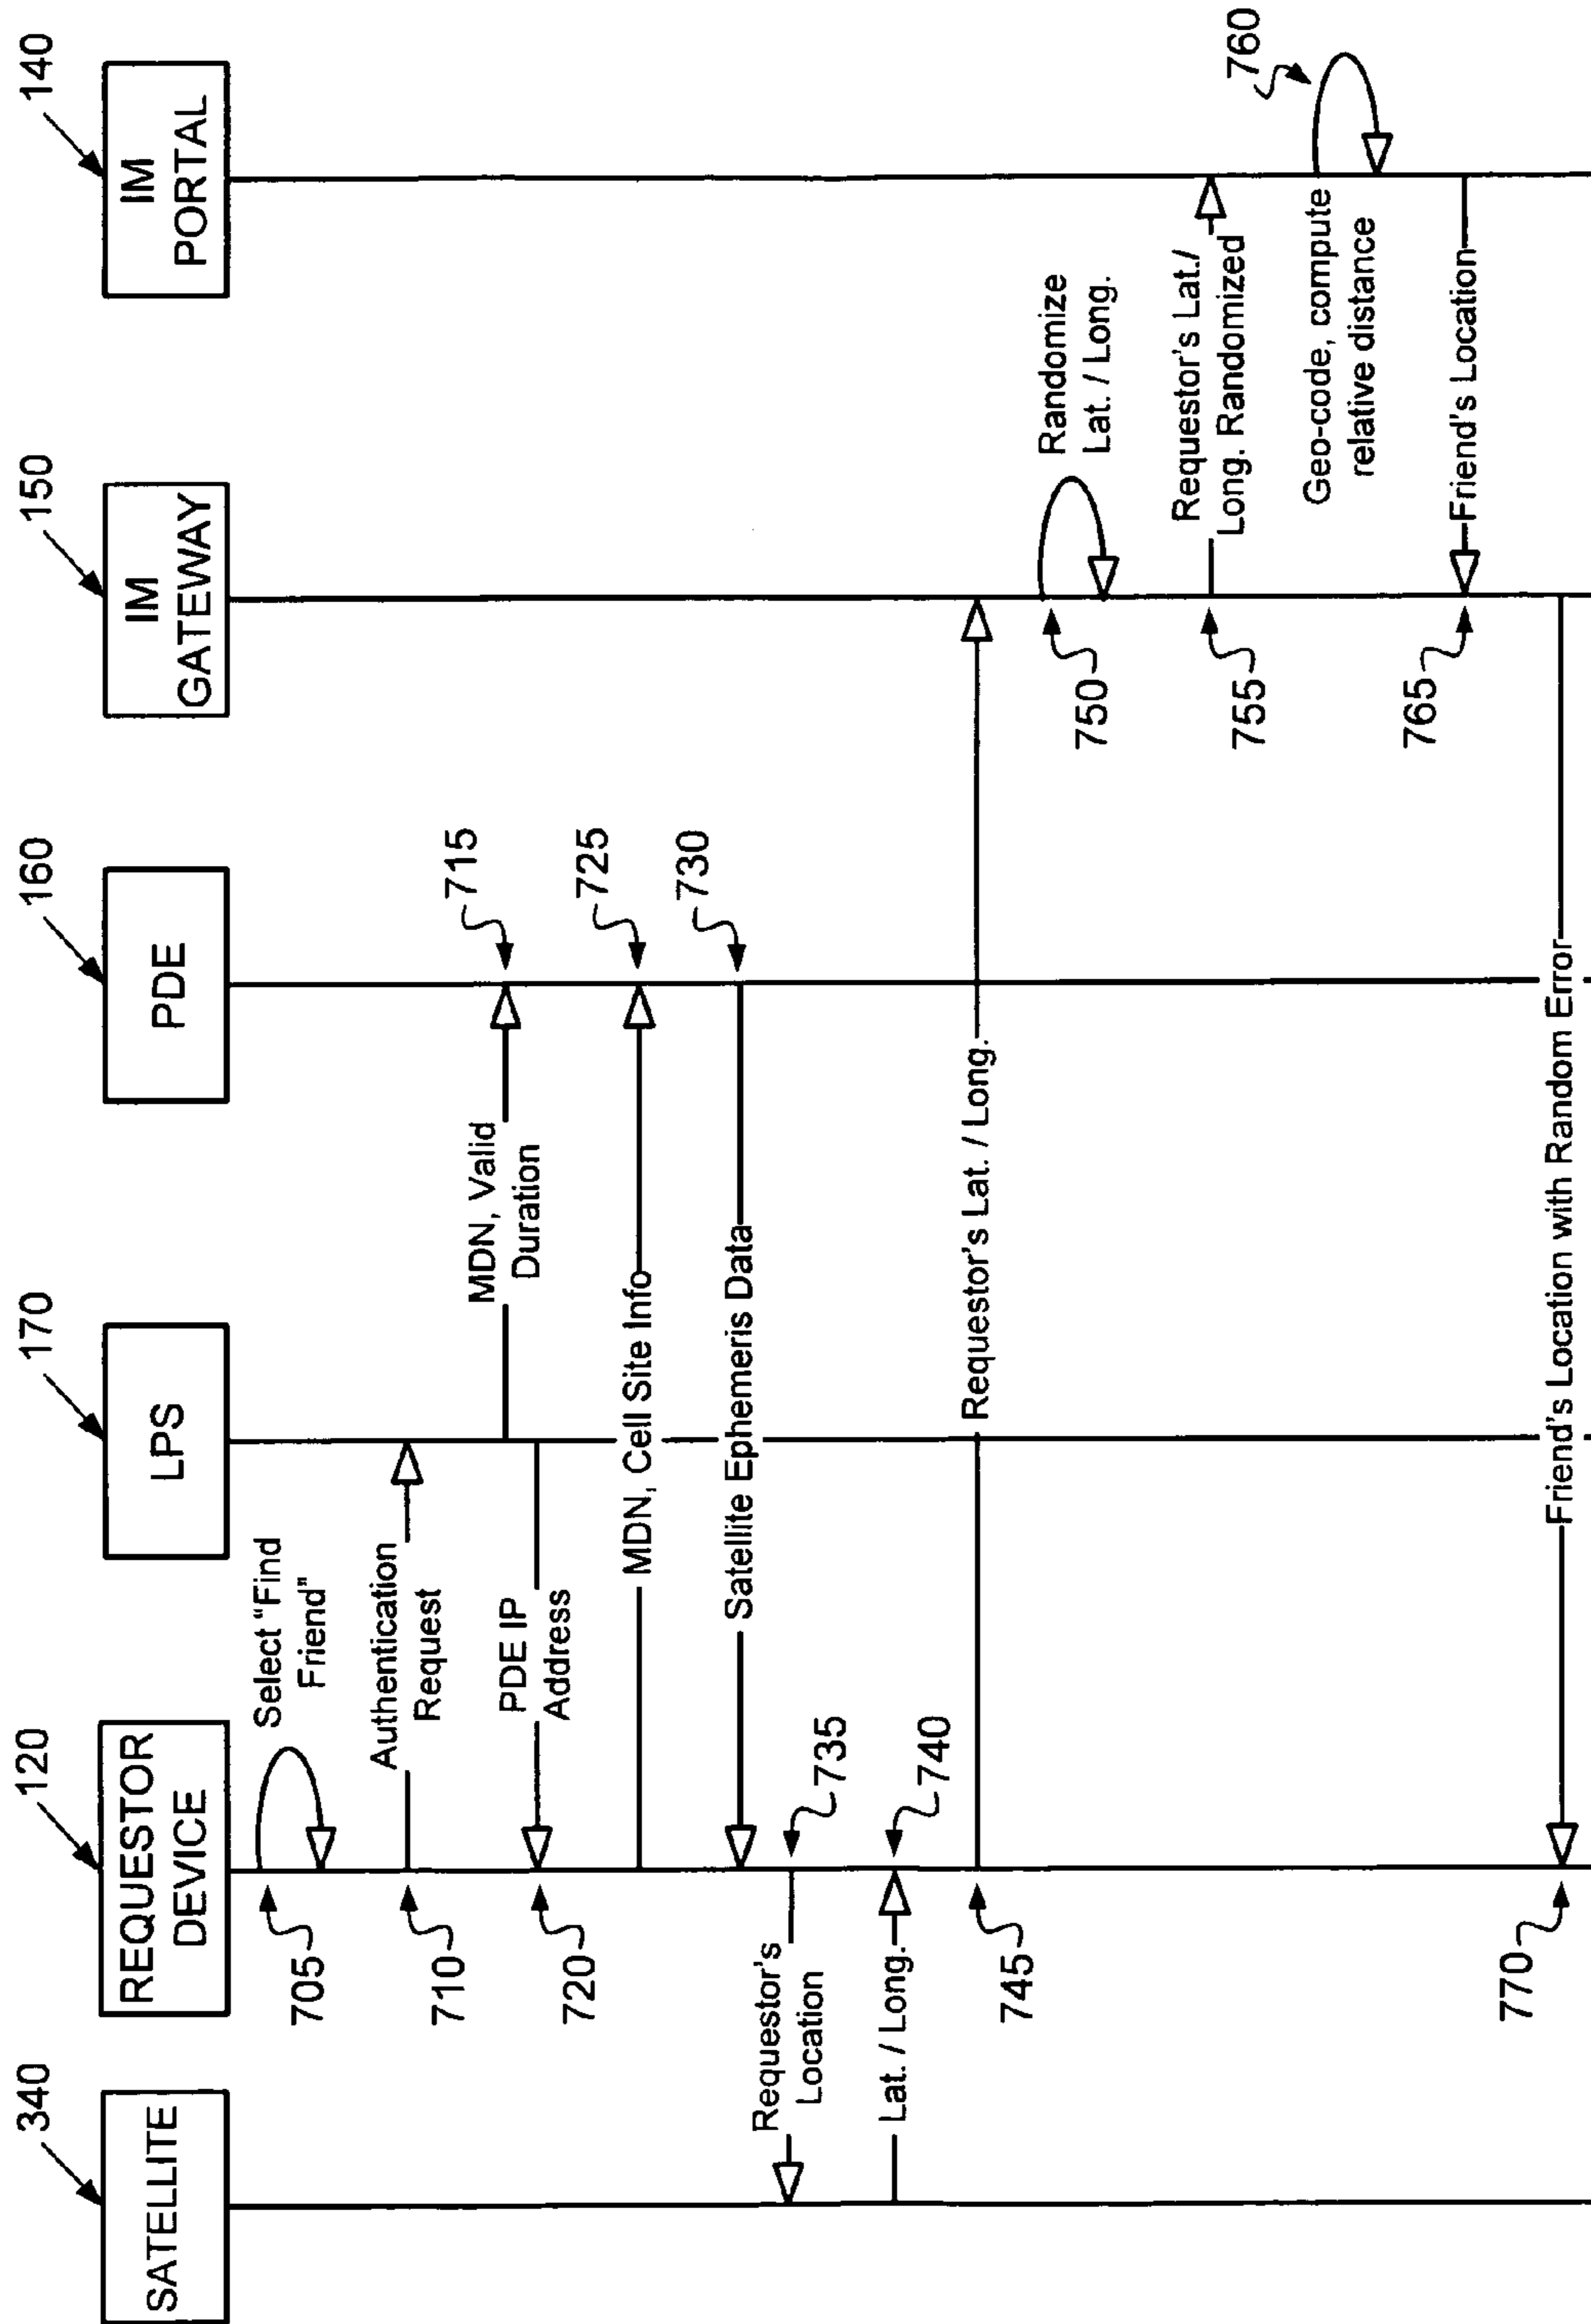 340
SATELLITE
120
REQUESTOR
DEVICE
170
LPS
160
PDE
150
IM
GATEWAY
140
IM
PORTAL
705
Select "Find
Friend"
710
Authentication
Request
MDN, Valid
Duration
715
720
PDE IP
Address
MDN, Cell Site Info
725
Satellite Ephemeris Data
730
Requestor's
Location
735
Lat. / Long.
740
745
Requestor's Lat. / Long.
750
Randomize
Lat. / Long.
755
Requestor's Lat./
Long. Randomized
Geo-code, compute
relative distance
760
765
Friend's Location
770
Friend's Location with Random Error